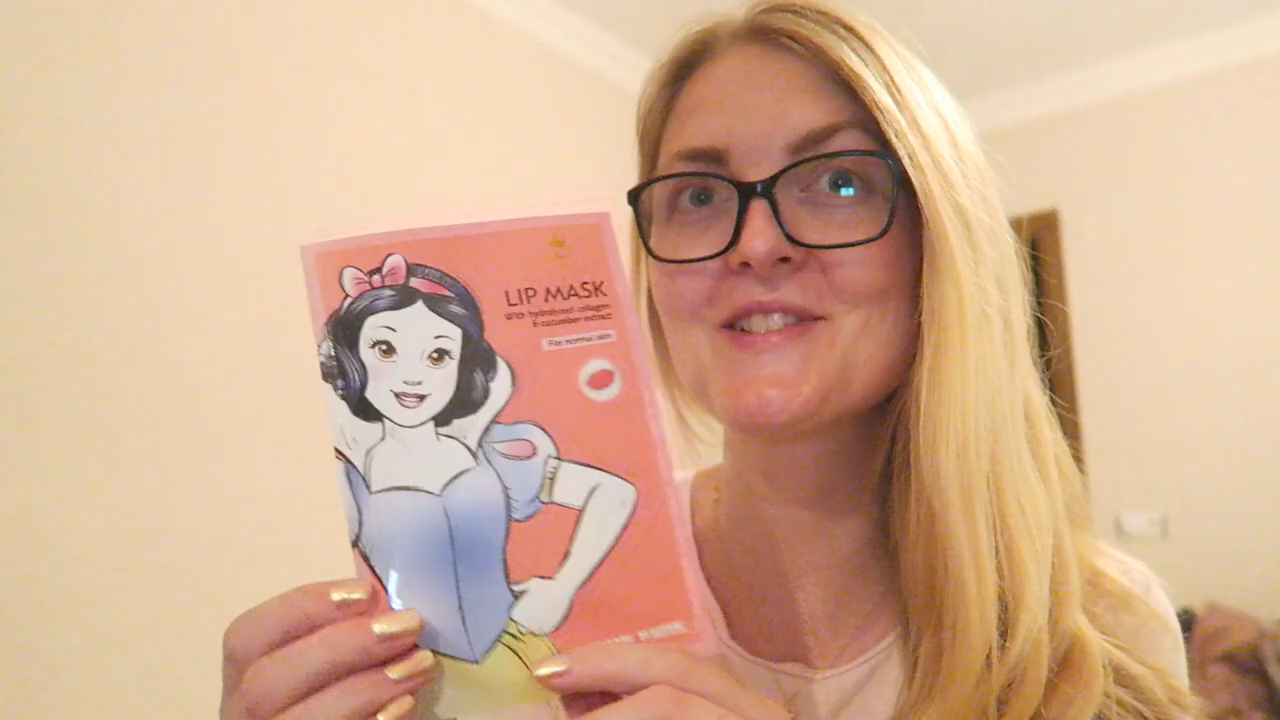 LIP MASK
With hydrolyzed collagen
& cucumber extract
For normal skin